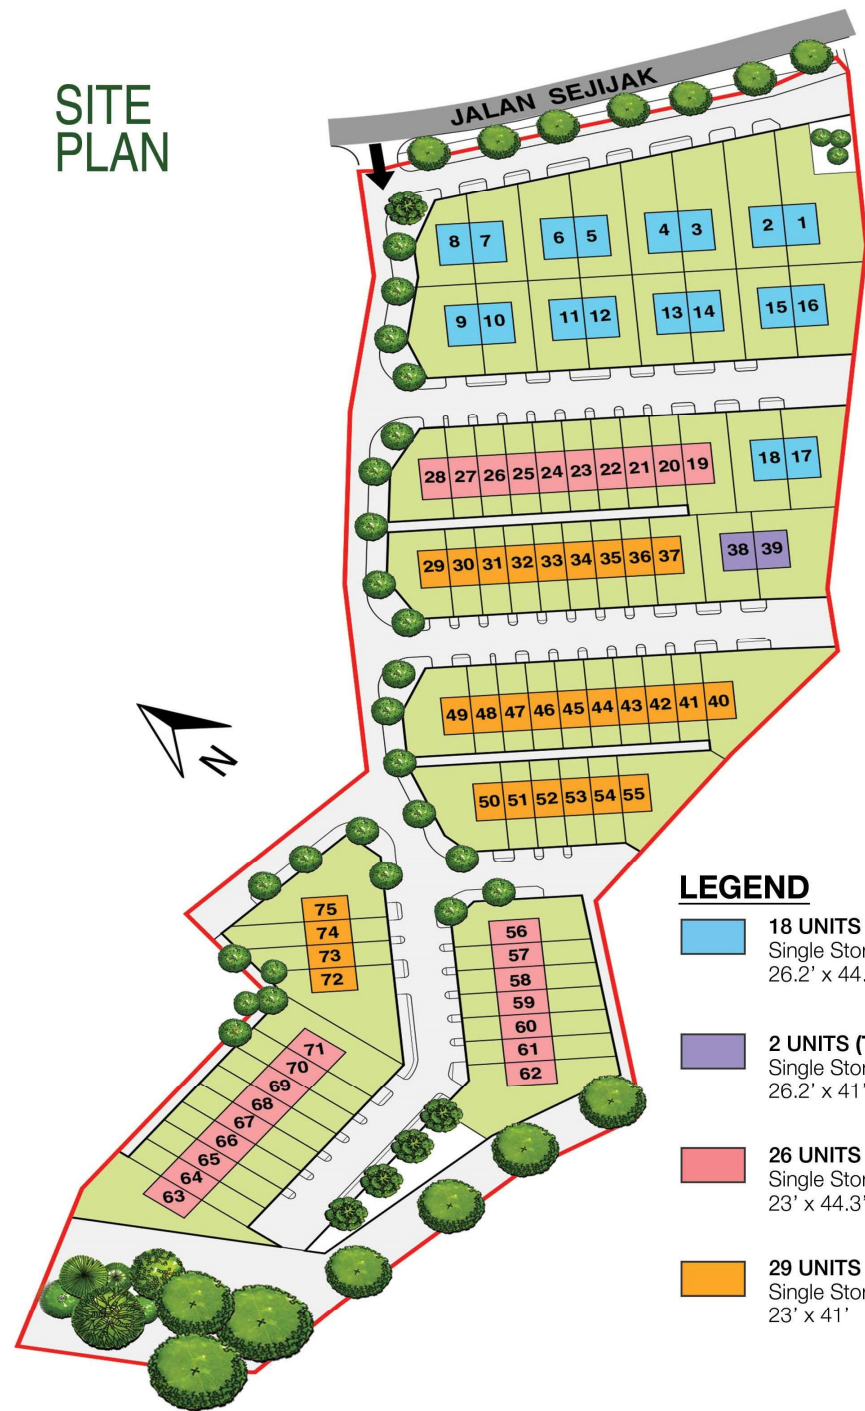 SITE
PLAN
JALAN SEJIJAK
8 7 6 5 4 3 2 1
9 10 11 12 13 14 15 16
28 27 26 25 24 23 22 21 20 19 18 17
29 30 31 32 33 34 35 36 37 38 39
49 48 47 46 45 44 43 42 41 40
50 51 52 53 54 55
N
75
74
73
72
56
57
58
59
60
61
62
71
70
69
68
67
66
65
64
63
LEGEND
18 UNITS
Single Stor
26.2’ x 44.
2 UNITS (T
Single Stor
26.2’ x 41’
26 UNITS
Single Stor
23’ x 44.3’
29 UNITS
Single Stor
23’ x 41’